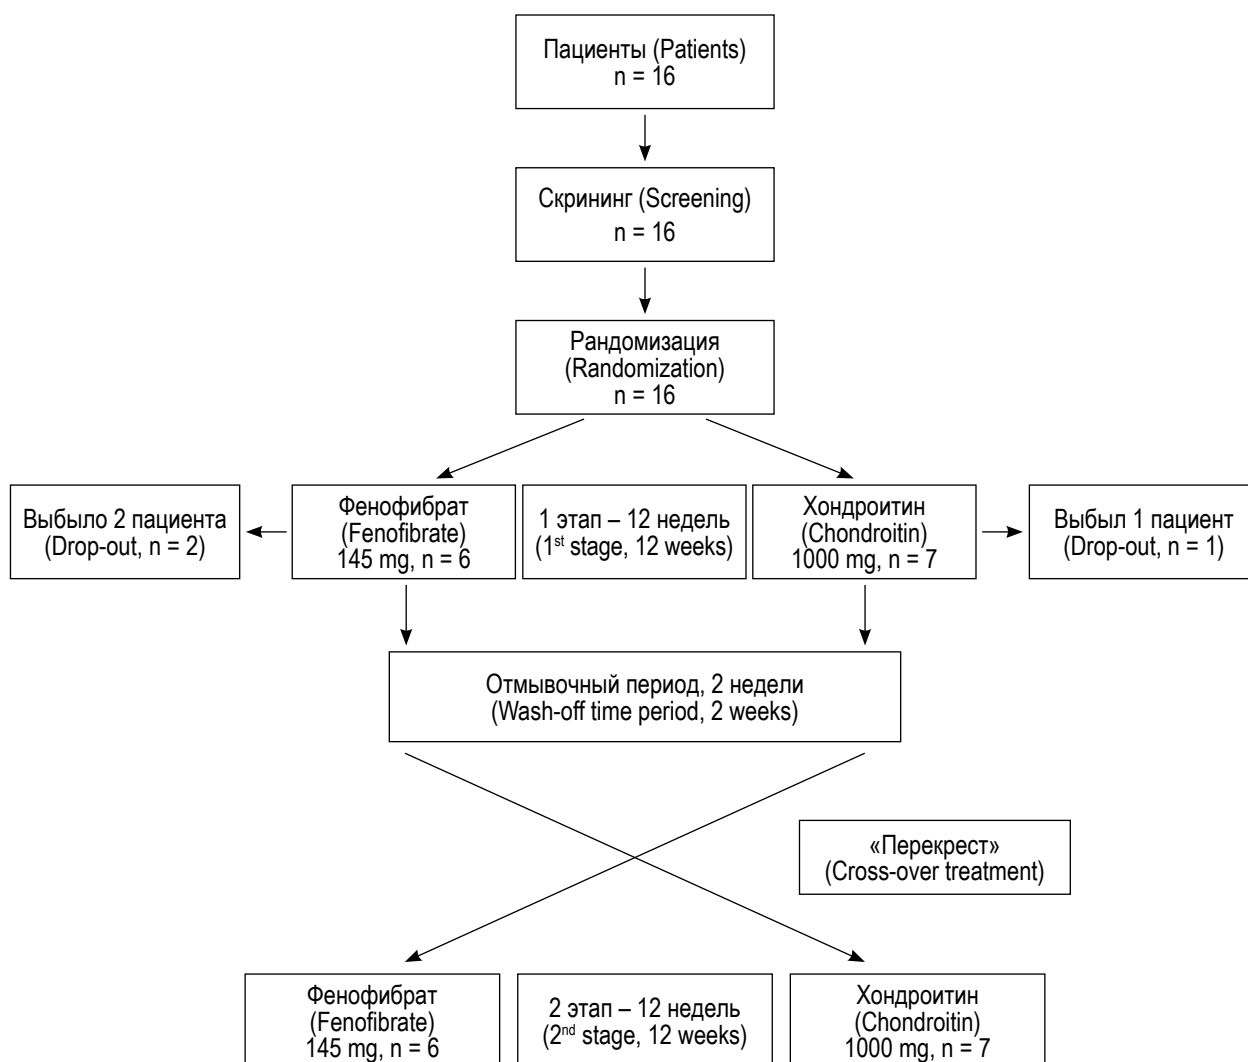 Пациенты (Patients)
n = 16
Скрининг (Screening)
n = 16
Рандомизация
(Randomization)
n = 16
Выбыло 2 пациента
(Drop-out, n = 2)
Фенофибрат
(Fenofibrate)
145 mg, n = 6
1 этап – 12 недель
(1st stage, 12 weeks)
Хондроитин
(Chondroitin)
1000 mg, n = 7
Выбыл 1 пациент
(Drop-out, n = 1)
Отмывочный период, 2 недели
(Wash-off time period, 2 weeks)
«Перекрест»
(Cross-over treatment)
Фенофибрат
(Fenofibrate)
145 mg, n = 6
2 этап – 12 недель
(2nd stage, 12 weeks)
Хондроитин
(Chondroitin)
1000 mg, n = 7